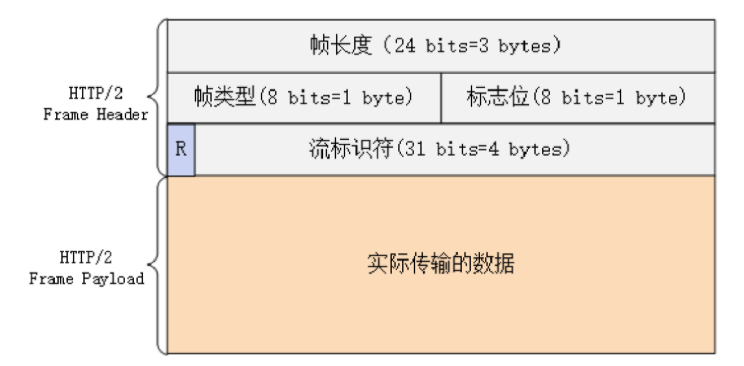 帧长度（24 bits=3 bytes）
HTTP/2
Frame Header
帧类型(8 bits=1 byte)
标志位(8 bits=1 byte)
R
流标识符(31 bits=4 bytes)
HTTP/2
Frame Payload
实际传输的数据